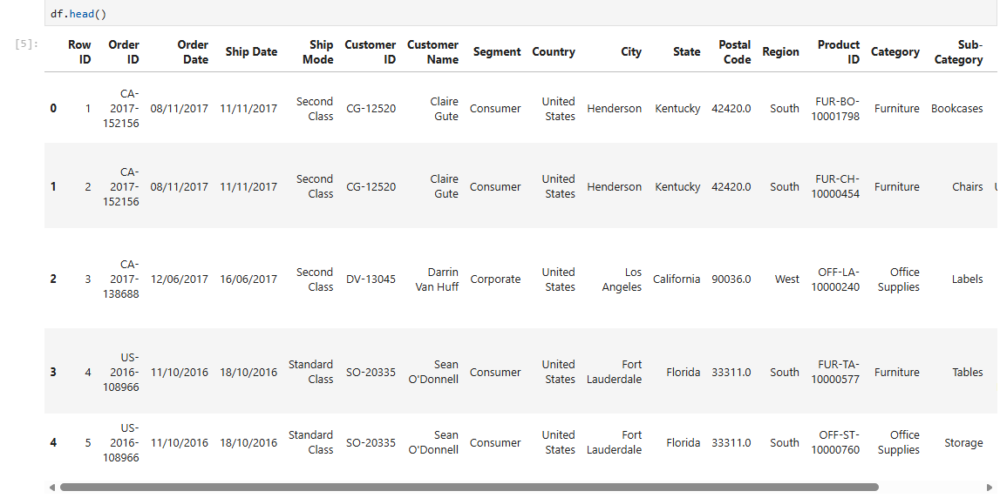 df.head()
[5]:
Row ID Order ID Order Date Ship Date Ship Mode Customer ID Customer Name Segment Country City State Postal Code Region Product ID Category Sub-Category
0 1 CA-2017-152156 08/11/2017 11/11/2017 Second Class CG-12520 Claire Gute Consumer United States Henderson Kentucky 42420.0 South FUR-BO-10001798 Furniture Bookcases
1 2 CA-2017-152156 08/11/2017 11/11/2017 Second Class CG-12520 Claire Gute Consumer United States Henderson Kentucky 42420.0 South FUR-CH-10000454 Furniture Chairs
2 3 CA-2017-138688 12/06/2017 16/06/2017 Second Class DV-13045 Darrin Van Huff Corporate United States Los Angeles California 90036.0 West OFF-LA-10000240 Office Supplies Labels
3 4 US-2016-108966 11/10/2016 18/10/2016 Standard Class SO-20335 Sean O'Donnell Consumer United States Fort Lauderdale Florida 33311.0 South FUR-TA-10000577 Furniture Tables
4 5 US-2016-108966 11/10/2016 18/10/2016 Standard Class SO-20335 Sean O'Donnell Consumer United States Fort Lauderdale Florida 33311.0 South OFF-ST-10000760 Office Supplies Storage